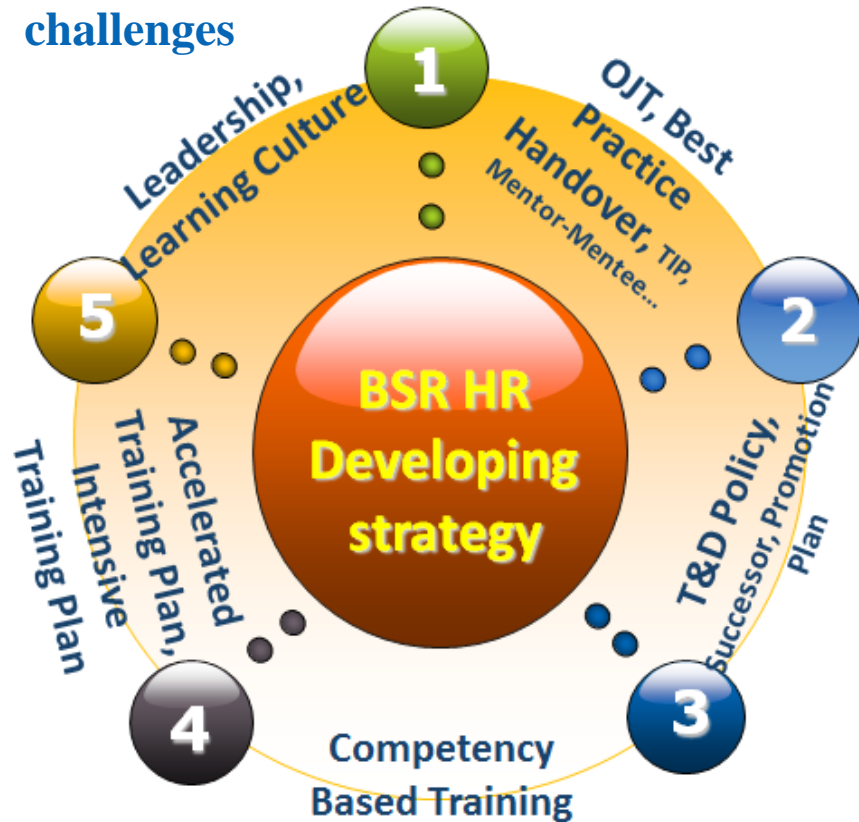 challenges
1
OJT, Best
Practice
Handover, TIP,
Mentor-Mentee...
2
T&D Policy,
Successor, Promotion
Plan
3
Competency
Based Training
4
Accelerated
Training Plan,
Intensive
Training Plan
5
Leadership,
Learning Culture
BSR HR
Developing
strategy